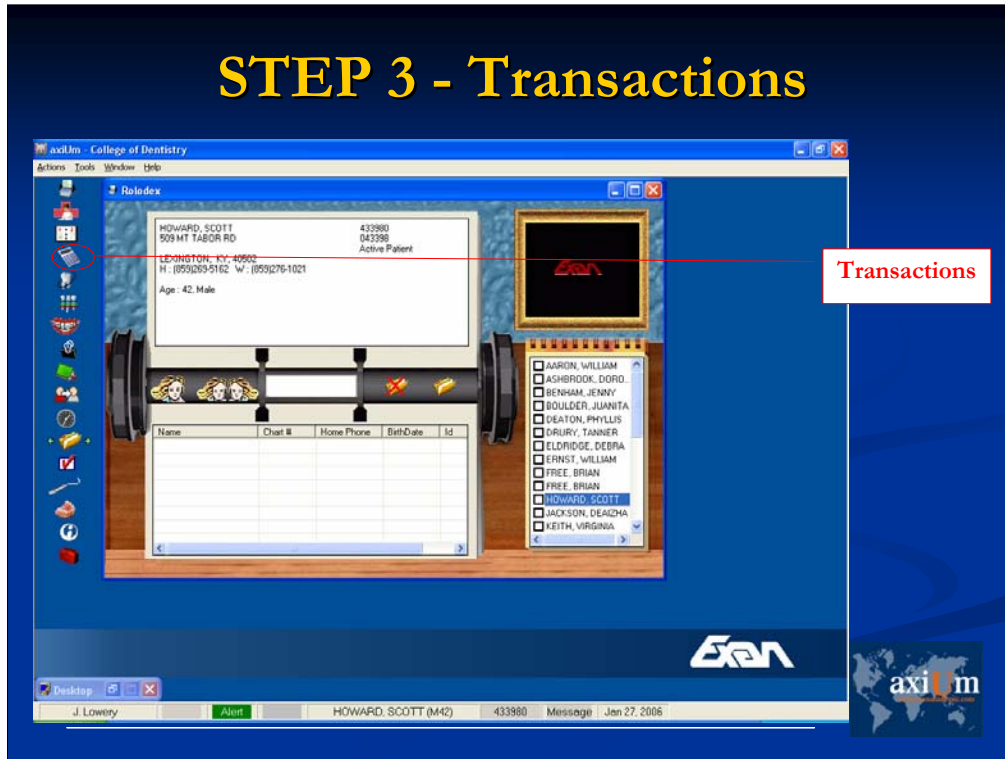 STEP 3 - Transactions
axiUm - College of Dentistry
Actions Tools Window Help
Rolodex
HOWARD, SCOTT 433980
509 MT TABOR RD 043398
Active Patient
LEXINGTON, KY, 40502
H : (859)269-5162 W : (859)276-1021
Age : 42, Male
Exan
Transactions
AARON, WILLIAM
ASHBROOK, DORO..
BENHAM, JENNY
BOULDER, JUANITA
DEATON, PHYLLIS
DRURY, TANNER
ELDRIDGE, DEBRA
ERNST, WILLIAM
FREE, BRIAN
FREE, BRIAN
HOWARD, SCOTT
JACKSON, DEAIZHA
KEITH, VIRGINIA
Name Chart # Home Phone BirthDate Id
Exan
axiUm
Desktop
J. Lowery Alert HOWARD, SCOTT (M42) 433980 Message Jan 27, 2006